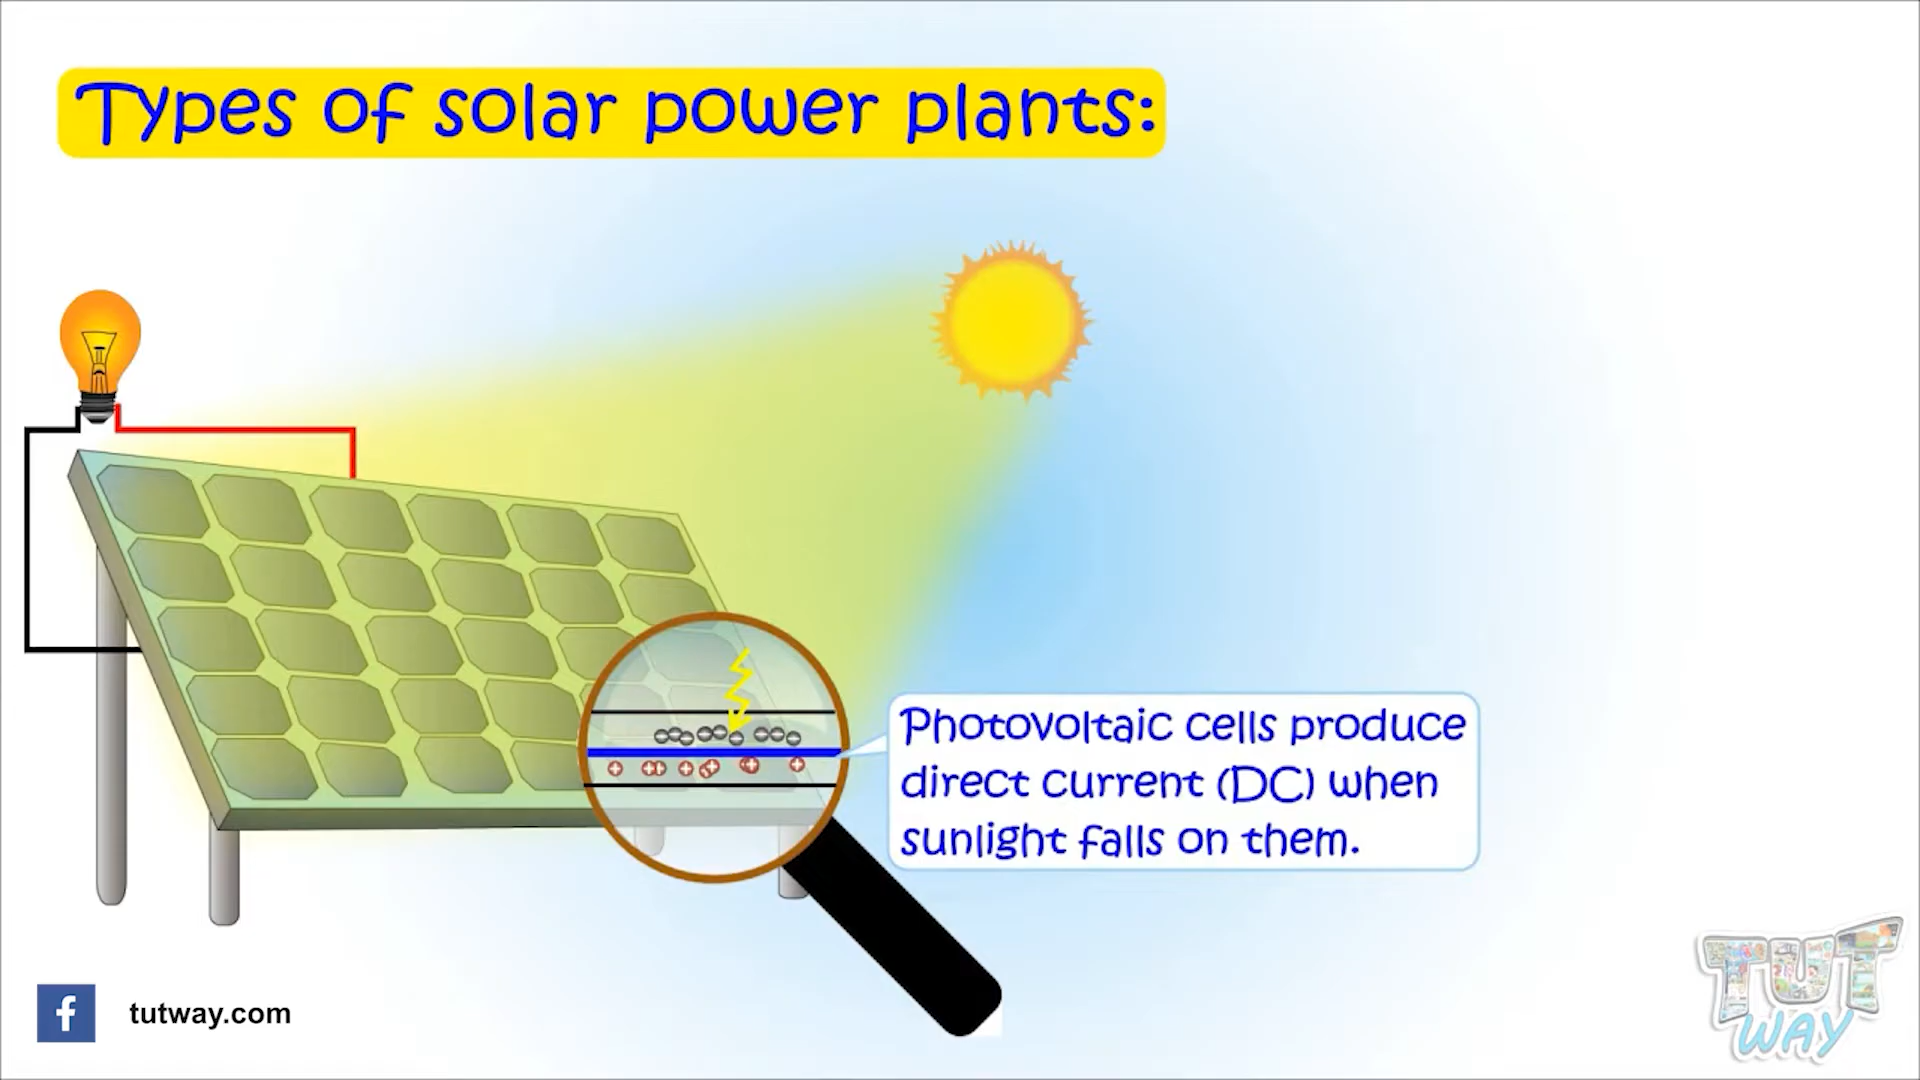 Types of solar power plants:
Photovoltaic cells produce
direct current (DC) when
sunlight falls on them.
f tutway.com
TUT
WAY